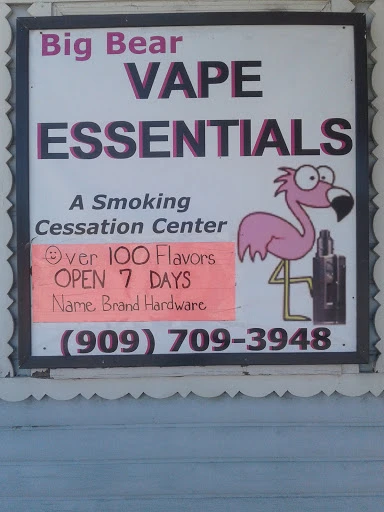 Big Bear
VAPE
ESSENTIALS
A Smoking
Cessation Center
Over 100 Flavors
OPEN 7 DAYS
Name Brand Hardware
(909) 709-3948